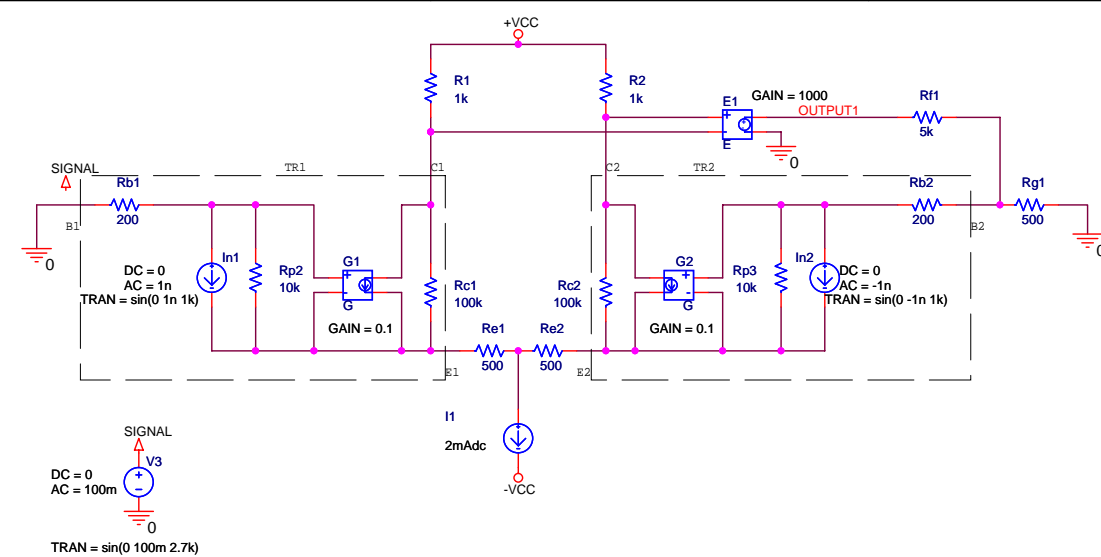 +VCC
R1
1k
R2
1k
GAIN = 1000
E1
OUTPUT1
Rf1
5k
E
0
SIGNAL
TR1
C1
C2
TR2
Rb1
200
Rb2
200
Rg1
500
B1
B2
0
0
In1
DC = 0
AC = 1n
TRAN = sin(0 1n 1k)
Rp2
10k
G1
G
GAIN = 0.1
Rc1
100k
Rc2
100k
G2
G
GAIN = 0.1
Rp3
10k
In2
DC = 0
AC = -1n
TRAN = sin(0 -1n 1k)
Re1
500
Re2
500
E1
E2
I1
2mAdc
-VCC
SIGNAL
V3
DC = 0
AC = 100m
0
TRAN = sin(0 100m 2.7k)